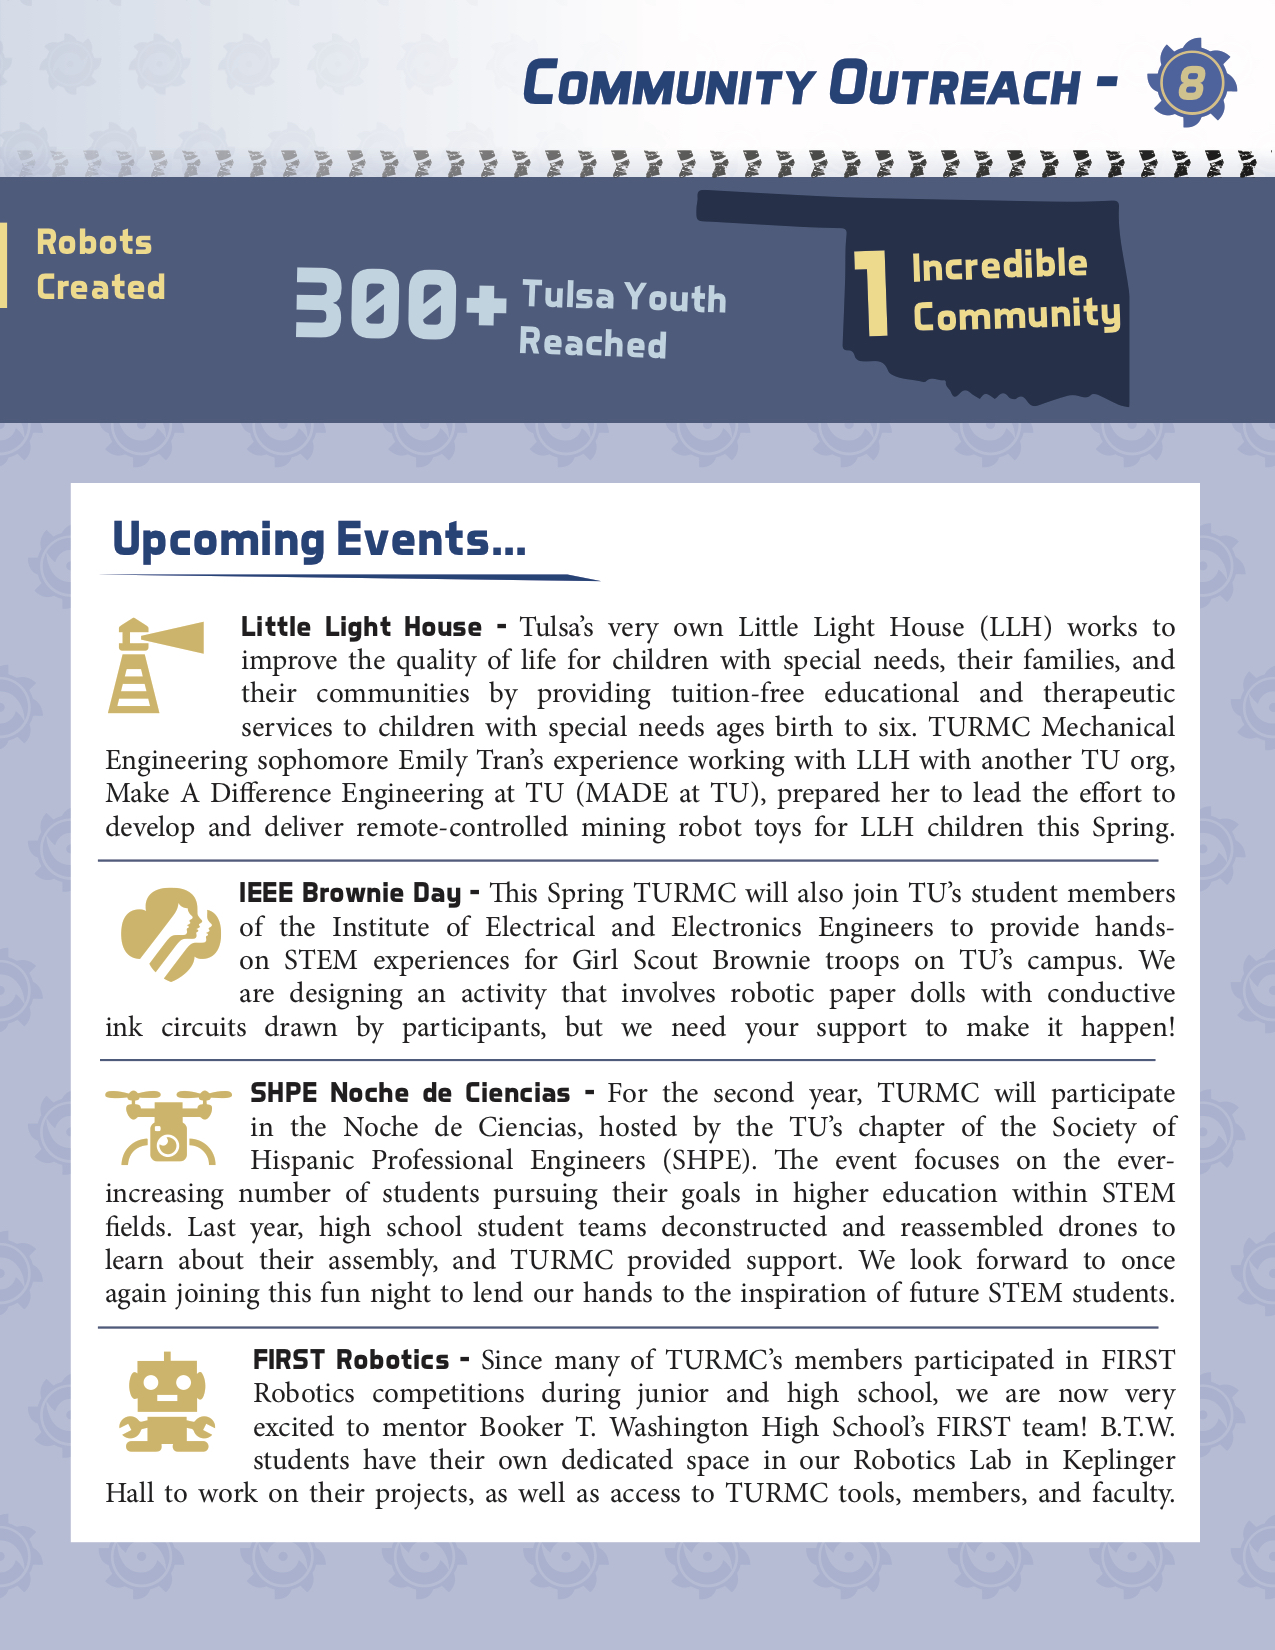 Community Outreach - 8
Robots
Created
300+ Tulsa Youth
Reached
1 Incredible
Community
Upcoming Events...
Little Light House - Tulsa’s very own Little Light House (LLH) works to
improve the quality of life for children with special needs, their families, and
their communities by providing tuition-free educational and therapeutic
services to children with special needs ages birth to six. TURMC Mechanical
Engineering sophomore Emily Tran’s experience working with LLH with another TU org,
Make A Difference Engineering at TU (MADE at TU), prepared her to lead the effort to
develop and deliver remote-controlled mining robot toys for LLH children this Spring.
IEEE Brownie Day - This Spring TURMC will also join TU’s student members
of the Institute of Electrical and Electronics Engineers to provide hands-
on STEM experiences for Girl Scout Brownie troops on TU’s campus. We
are designing an activity that involves robotic paper dolls with conductive
ink circuits drawn by participants, but we need your support to make it happen!
SHPE Noche de Ciencias - For the second year, TURMC will participate
in the Noche de Ciencias, hosted by the TU’s chapter of the Society of
Hispanic Professional Engineers (SHPE). The event focuses on the ever-
increasing number of students pursuing their goals in higher education within STEM
fields. Last year, high school student teams deconstructed and reassembled drones to
learn about their assembly, and TURMC provided support. We look forward to once
again joining this fun night to lend our hands to the inspiration of future STEM students.
FIRST Robotics - Since many of TURMC’s members participated in FIRST
Robotics competitions during junior and high school, we are now very
excited to mentor Booker T. Washington High School’s FIRST team! B.T.W.
students have their own dedicated space in our Robotics Lab in Keplinger
Hall to work on their projects, as well as access to TURMC tools, members, and faculty.